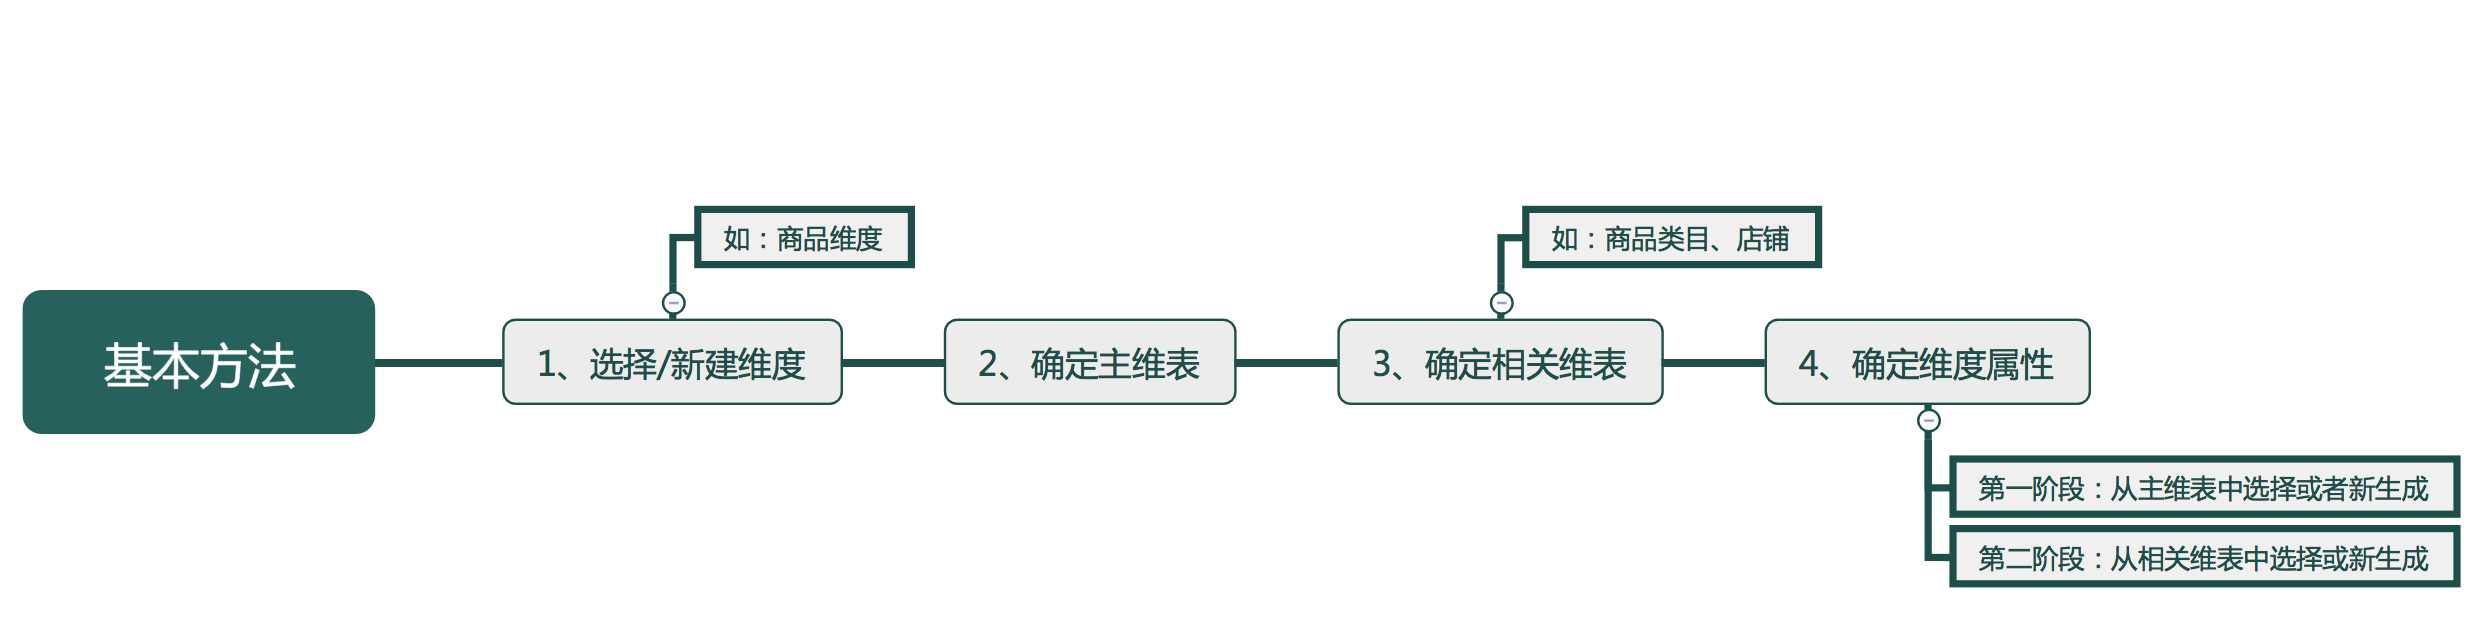 如：商品维度
如：商品类目、店铺
基本方法
1、选择/新建维度
2、确定主维表
3、确定相关维表
4、确定维度属性
第一阶段：从主维表中选择或者新生成
第二阶段：从相关维表中选择或新生成